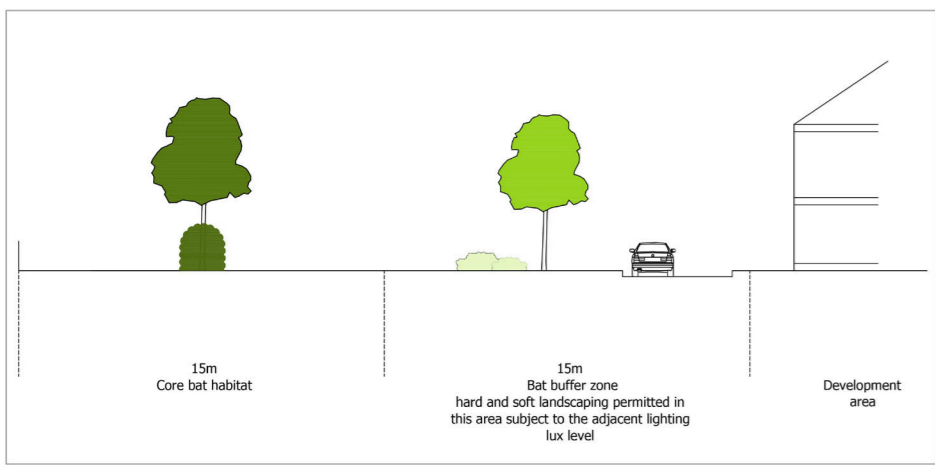 15m
Core bat habitat
15m
Bat buffer zone
hard and soft landscaping permitted in
this area subject to the adjacent lighting
lux level
Development
area